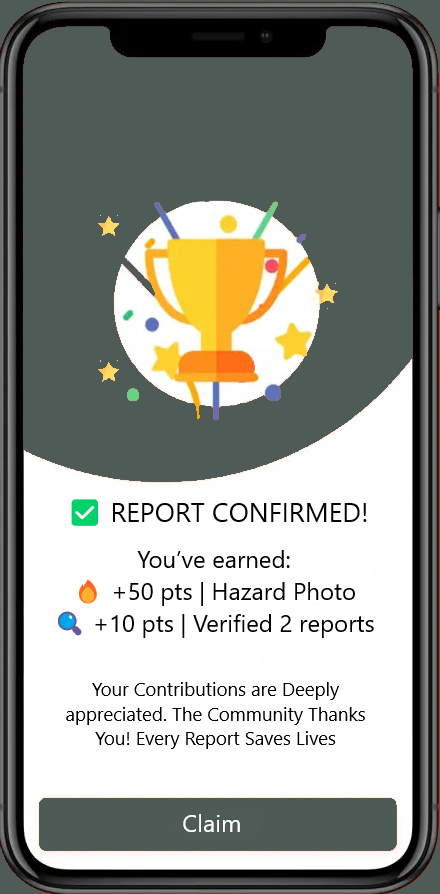 ✅ REPORT CONFIRMED!
You’ve earned:
🔥 +50 pts | Hazard Photo
🔍 +10 pts | Verified 2 reports
Your Contributions are Deeply
appreciated. The Community Thanks
You! Every Report Saves Lives
Claim